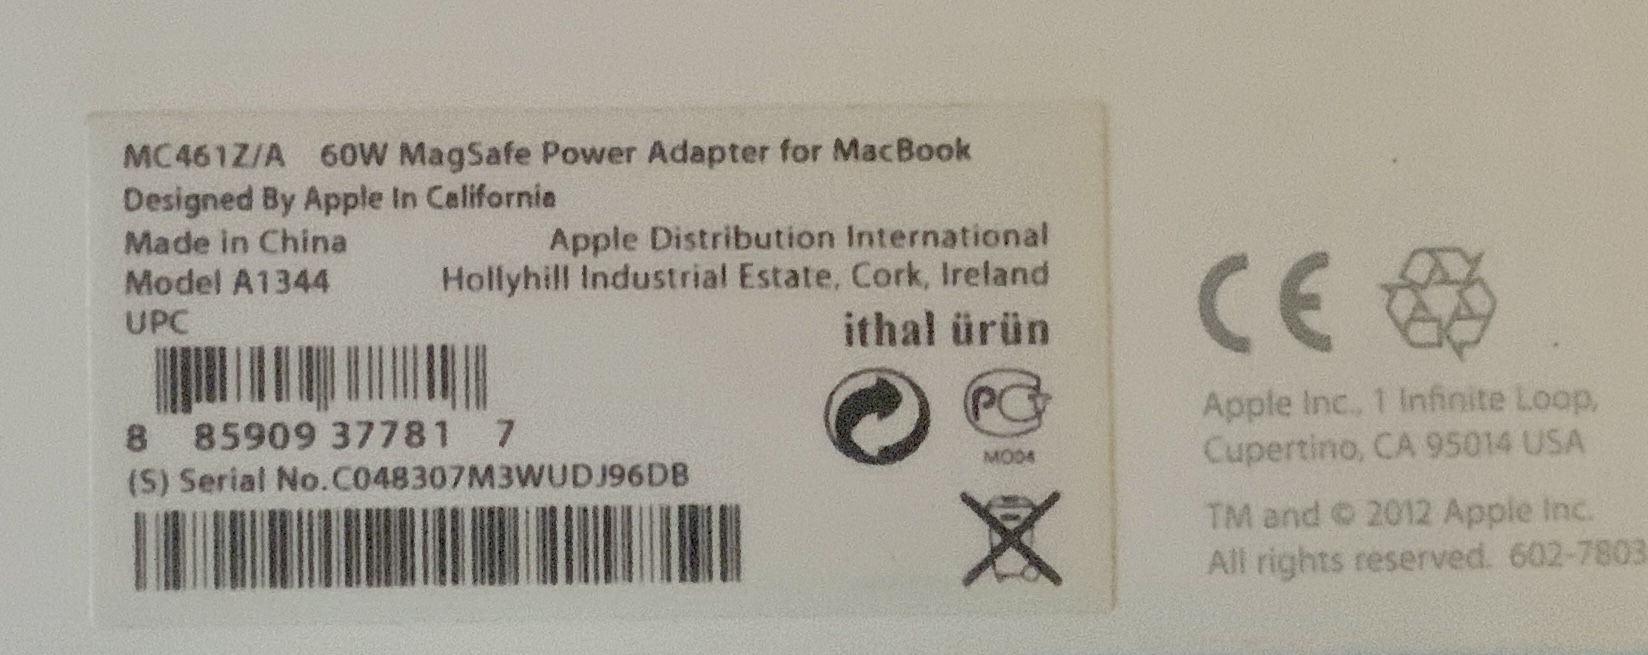 MC461Z/A 60W MagSafe Power Adapter for MacBook
Designed By Apple In California
Made in China
Apple Distribution International
Model A1344
Hollyhill Industrial Estate, Cork, Ireland
UPC
ithal ürün
8 85909 37781 7
PG
MO04
(S) Serial No.C048307M3WUDJ96DB
CE
Apple Inc., 1 Infinite Loop,
Cupertino, CA 95014 USA
TM and © 2012 Apple Inc.
All rights reserved. 602-7803